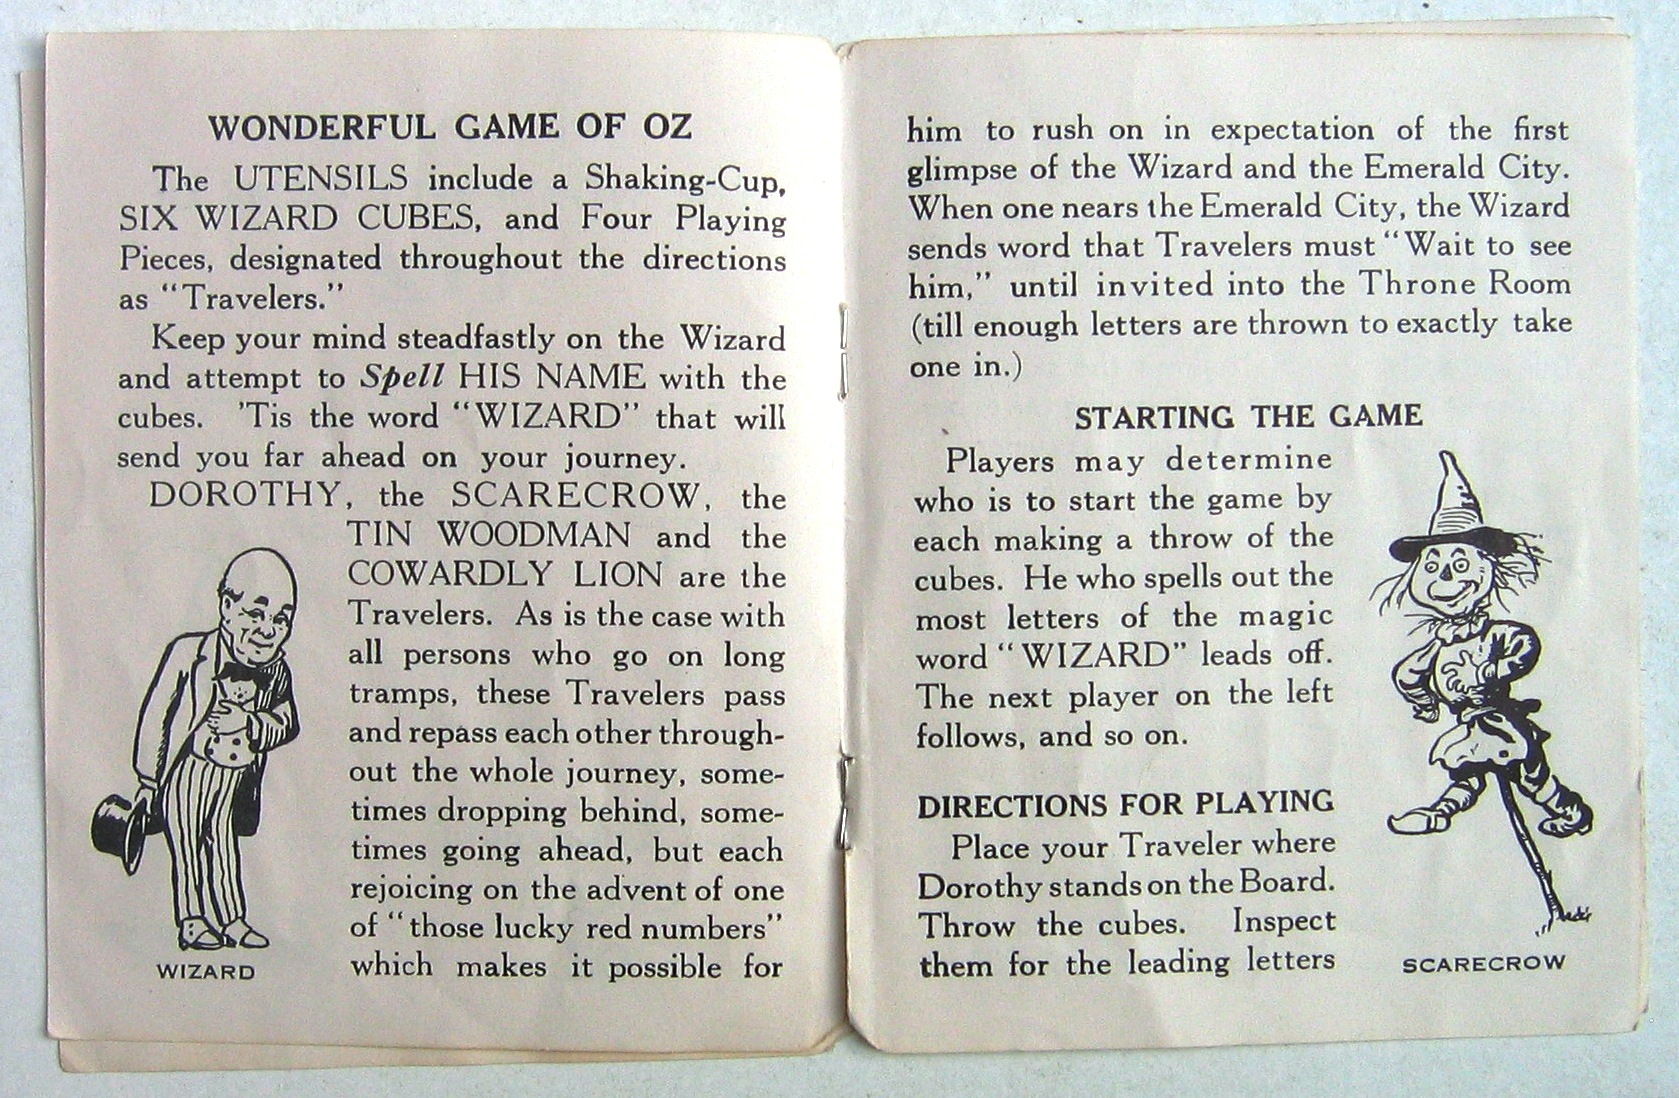 WONDERFUL GAME OF OZ
The UTENSILS include a Shaking-Cup,
SIX WIZARD CUBES, and Four Playing
Pieces, designated throughout the directions
as "Travelers."
Keep your mind steadfastly on the Wizard
and attempt to Spell HIS NAME with the
cubes. 'Tis the word "WIZARD" that will
send you far ahead on your journey.
DOROTHY, the SCARECROW, the
TIN WOODMAN and the
COWARDLY LION are the
Travelers. As is the case with
all persons who go on long
tramps, these Travelers pass
and repass each other through-
out the whole journey, some-
times dropping behind, some-
times going ahead, but each
rejoicing on the advent of one
of "those lucky red numbers"
which makes it possible for
WIZARD
him to rush on in expectation of the first
glimpse of the Wizard and the Emerald City.
When one nears the Emerald City, the Wizard
sends word that Travelers must "Wait to see
him," until invited into the Throne Room
(till enough letters are thrown to exactly take
one in.)
STARTING THE GAME
Players may determine
who is to start the game by
each making a throw of the
cubes. He who spells out the
most letters of the magic
word "WIZARD" leads off.
The next player on the left
follows, and so on.
DIRECTIONS FOR PLAYING
Place your Traveler where
Dorothy stands on the Board.
Throw the cubes. Inspect
them for the leading letters
SCARECROW